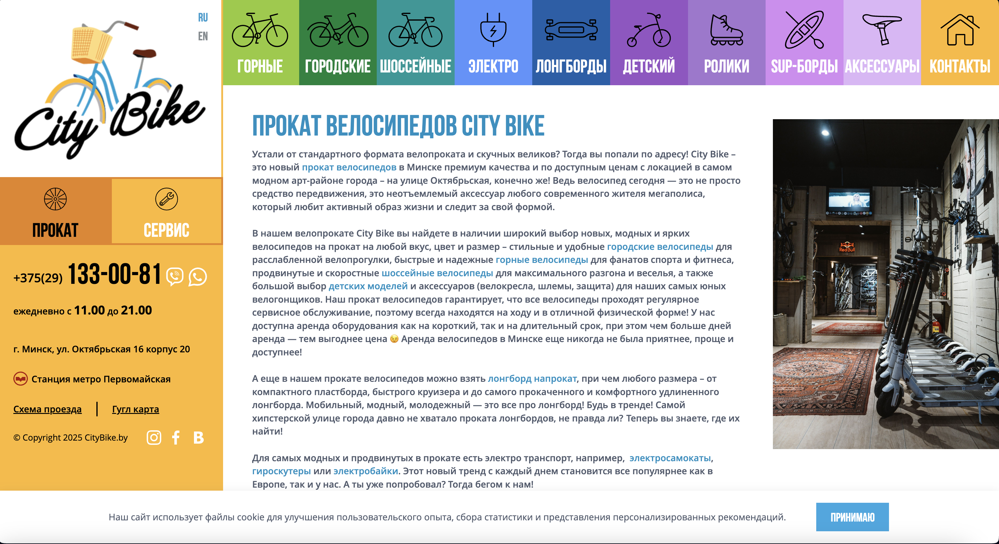 City Bike
RU
EN
ГОРНЫЕ
ГОРОДСКИЕ
ШОССЕЙНЫЕ
ЭЛЕКТРО
ЛОНГБОРДЫ
ДЕТСКИЙ
РОЛИКИ
SUP-БОРДЫ
АКСЕССУАРЫ
КОНТАКТЫ
ПРОКАТ
СЕРВИС
+375(29) 133-00-81
ежедневно с 11.00 до 21.00
г. Минск, ул. Октябрьская 16 корпус 20
Станция метро Первомайская
Схема проезда | Гугл карта
© Copyright 2025 CityBike.by
ПРОКАТ ВЕЛОСИПЕДОВ CITY BIKE
Устали от стандартного формата велопроката и скучных великов? Тогда вы попали по адресу! City Bike –
это новый прокат велосипедов в Минске премиум качества и по доступным ценам с локацией в самом
модном арт-районе города – на улице Октябрьская, конечно же! Ведь велосипед сегодня — это не просто
средство передвижения, это неотъемлемый аксессуар любого современного жителя мегаполиса,
который любит активный образ жизни и следит за свой формой.
В нашем велопрокате City Bike вы найдете в наличии широкий выбор новых, модных и ярких
велосипедов на прокат на любой вкус, цвет и размер – стильные и удобные городские велосипеды для
расслабленной велопрогулки, быстрые и надежные горные велосипеды для фанатов спорта и фитнеса,
продвинутые и скоростные шоссейные велосипеды для максимального разгона и веселья, а также
большой выбор детских моделей и аксессуаров (велокресла, шлемы, защита) для наших самых юных
велогонщиков. Наш прокат велосипедов гарантирует, что все велосипеды проходят регулярное
сервисное обслуживание, поэтому всегда находятся на ходу и в отличной физической форме! У нас
доступна аренда оборудования как на короткий, так и на длительный срок, при этом чем больше дней
аренда — тем выгоднее цена 😉 Аренда велосипедов в Минске еще никогда не была приятнее, проще и
доступнее!
А еще в нашем прокате велосипедов можно взять лонгборд напрокат, при чем любого размера – от
компактного пластборда, быстрого круизера и до самого прокаченного и комфортного удлиненного
лонгборда. Мобильный, модный, молодежный — это все про лонгборд! Будь в тренде! Самой
хипстерской улице города давно не хватало проката лонгбордов, не правда ли? Теперь вы знаете, где их
найти!
Для самых модных и продвинутых в прокате есть электро транспорт, например, электросамокаты,
гироскутеры или электробайки. Этот новый тренд с каждый днем становится все популярнее как в
Европе, так и у нас. А ты уже попробовал? Тогда бегом к нам!
Red Bull
Наш сайт использует файлы cookie для улучшения пользовательского опыта, сбора статистики и представления персонализированных рекомендаций.
ПРИНИМАЮ